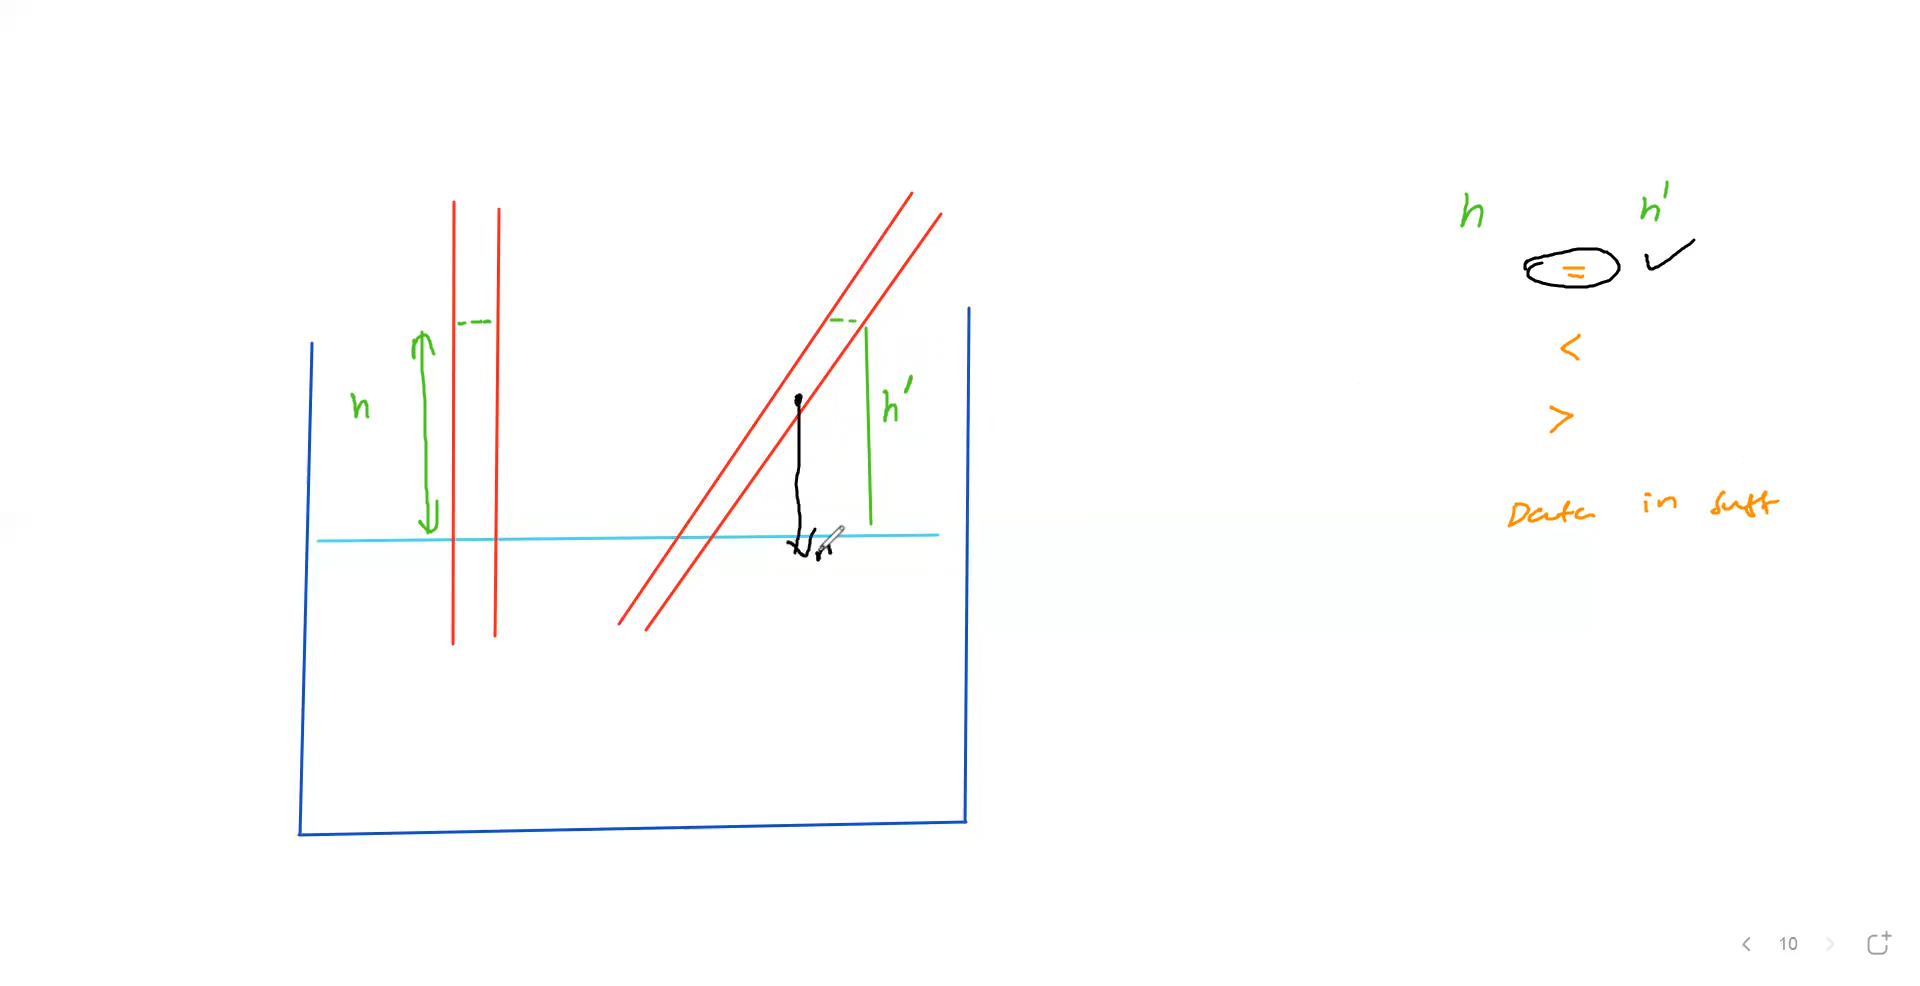 h h'
=
<
>
Data in suff
h
h'
10